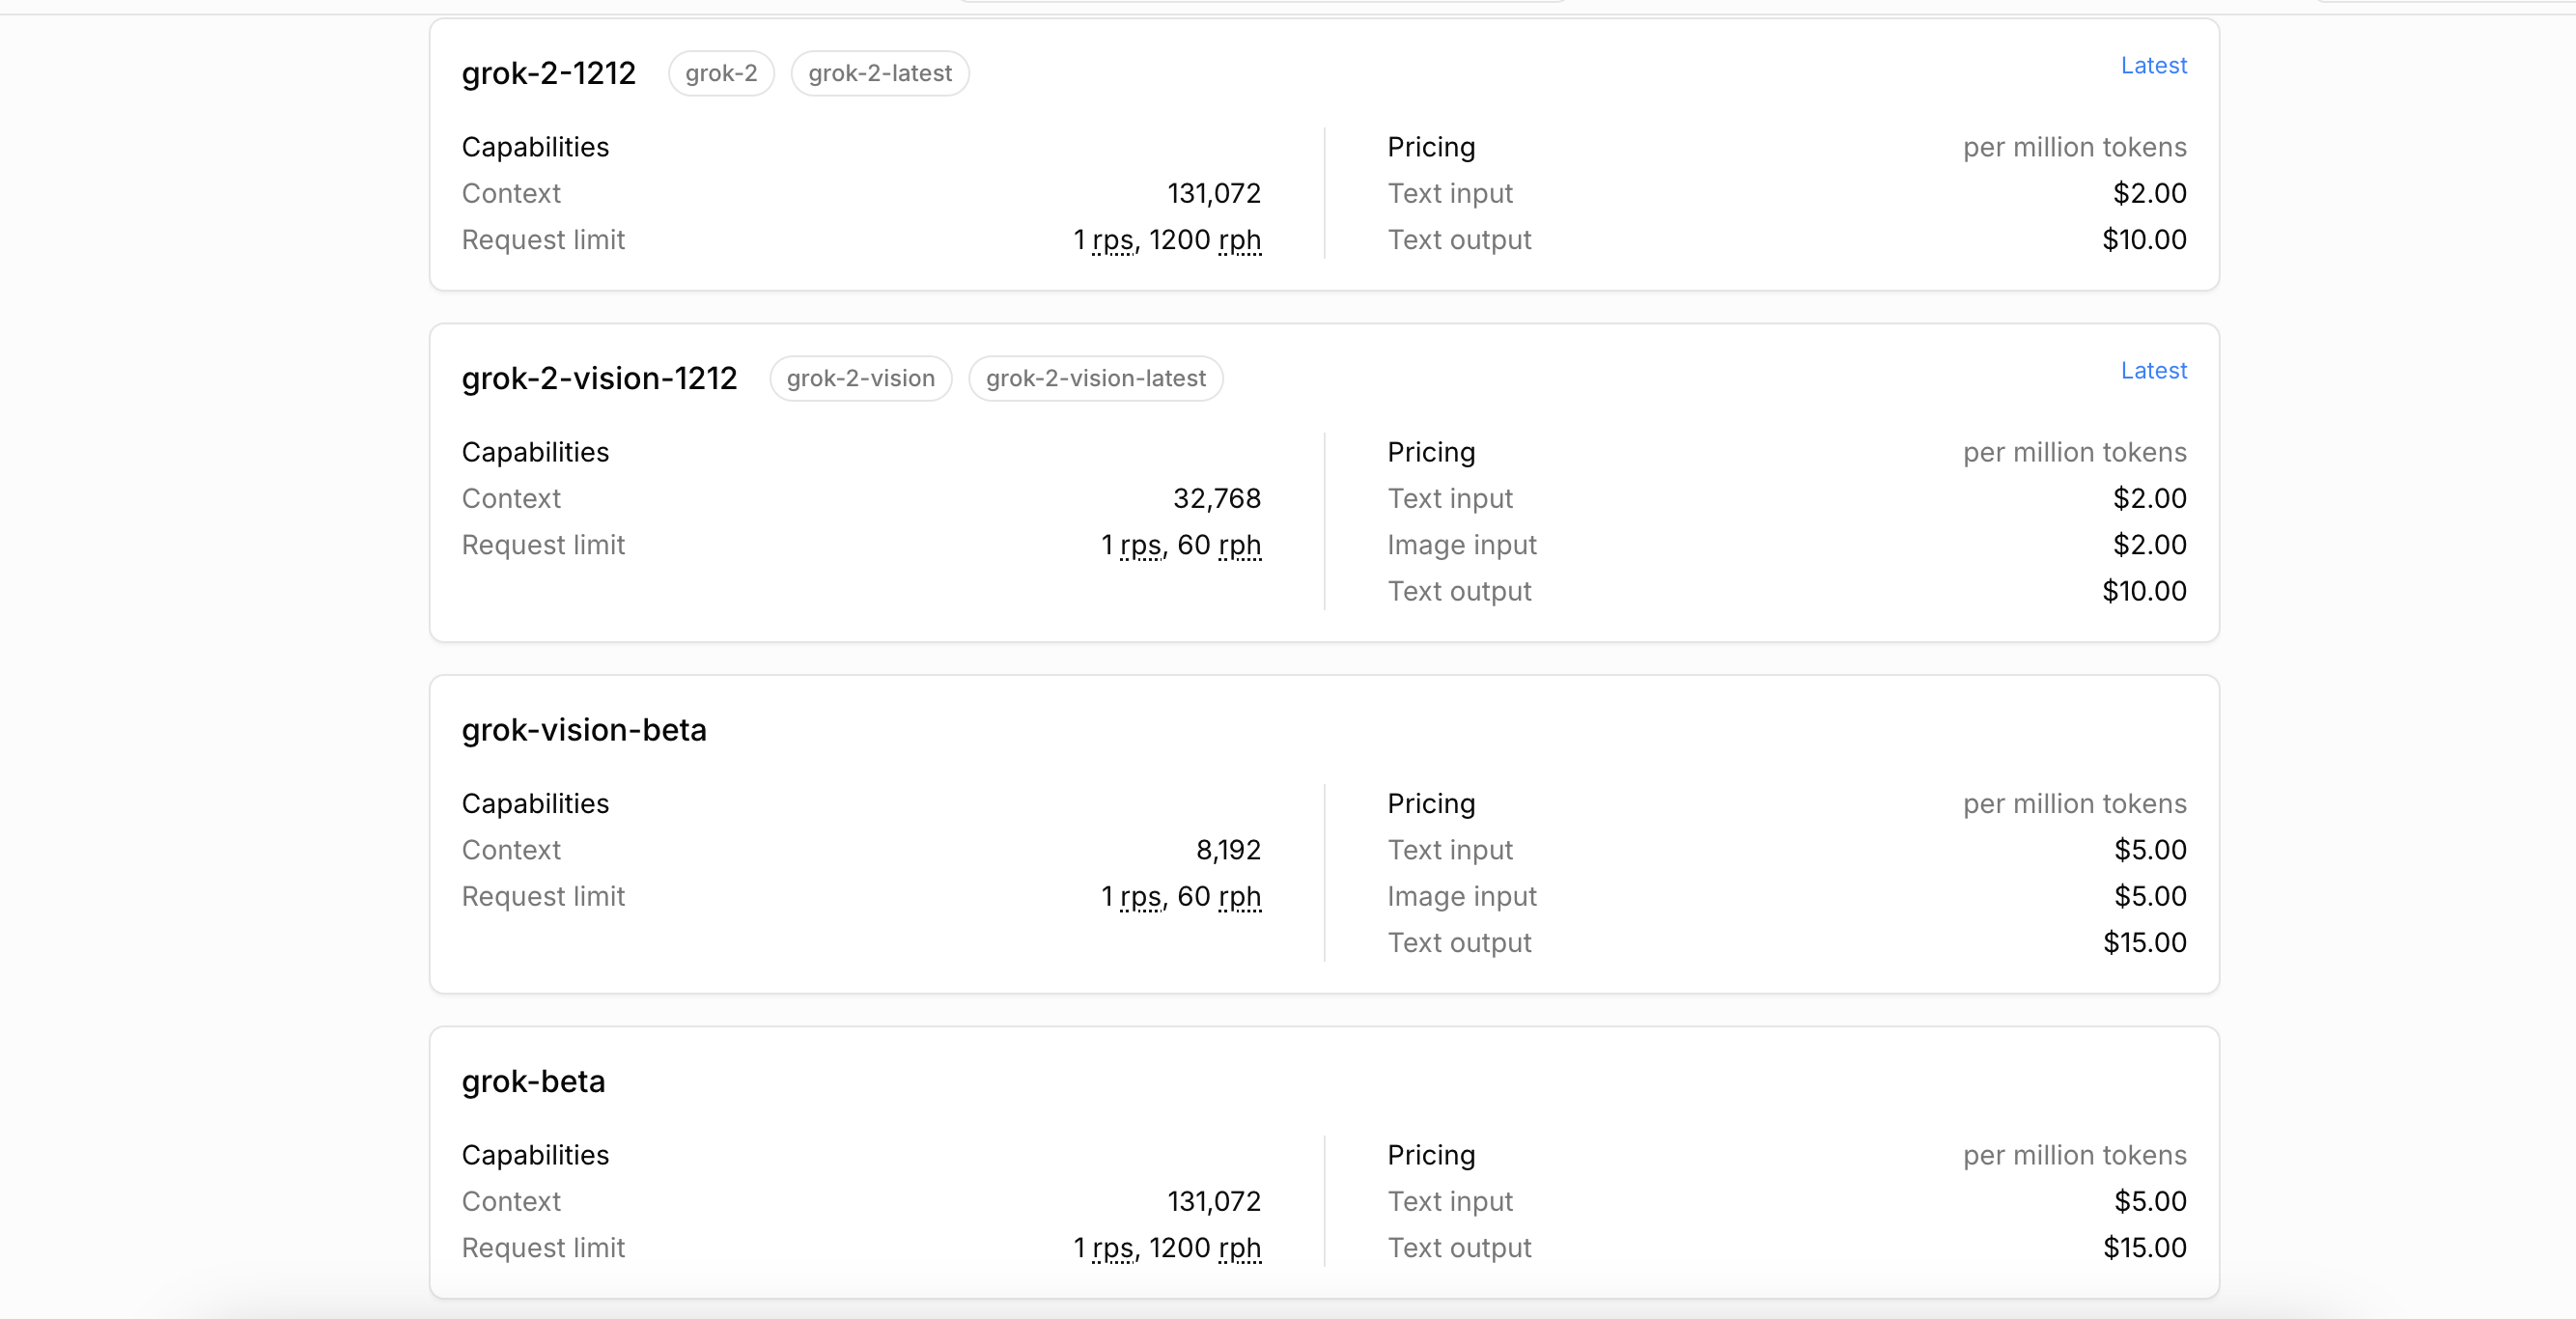 grok-2-1212 grok-2 grok-2-latest Latest
Capabilities Pricing per million tokens
Context 131,072 Text input $2.00
Request limit 1 rps, 1200 rph Text output $10.00
grok-2-vision-1212 grok-2-vision grok-2-vision-latest Latest
Capabilities Pricing per million tokens
Context 32,768 Text input $2.00
Request limit 1 rps, 60 rph Image input $2.00
Text output $10.00
grok-vision-beta
Capabilities Pricing per million tokens
Context 8,192 Text input $5.00
Request limit 1 rps, 60 rph Image input $5.00
Text output $15.00
grok-beta
Capabilities Pricing per million tokens
Context 131,072 Text input $5.00
Request limit 1 rps, 1200 rph Text output $15.00